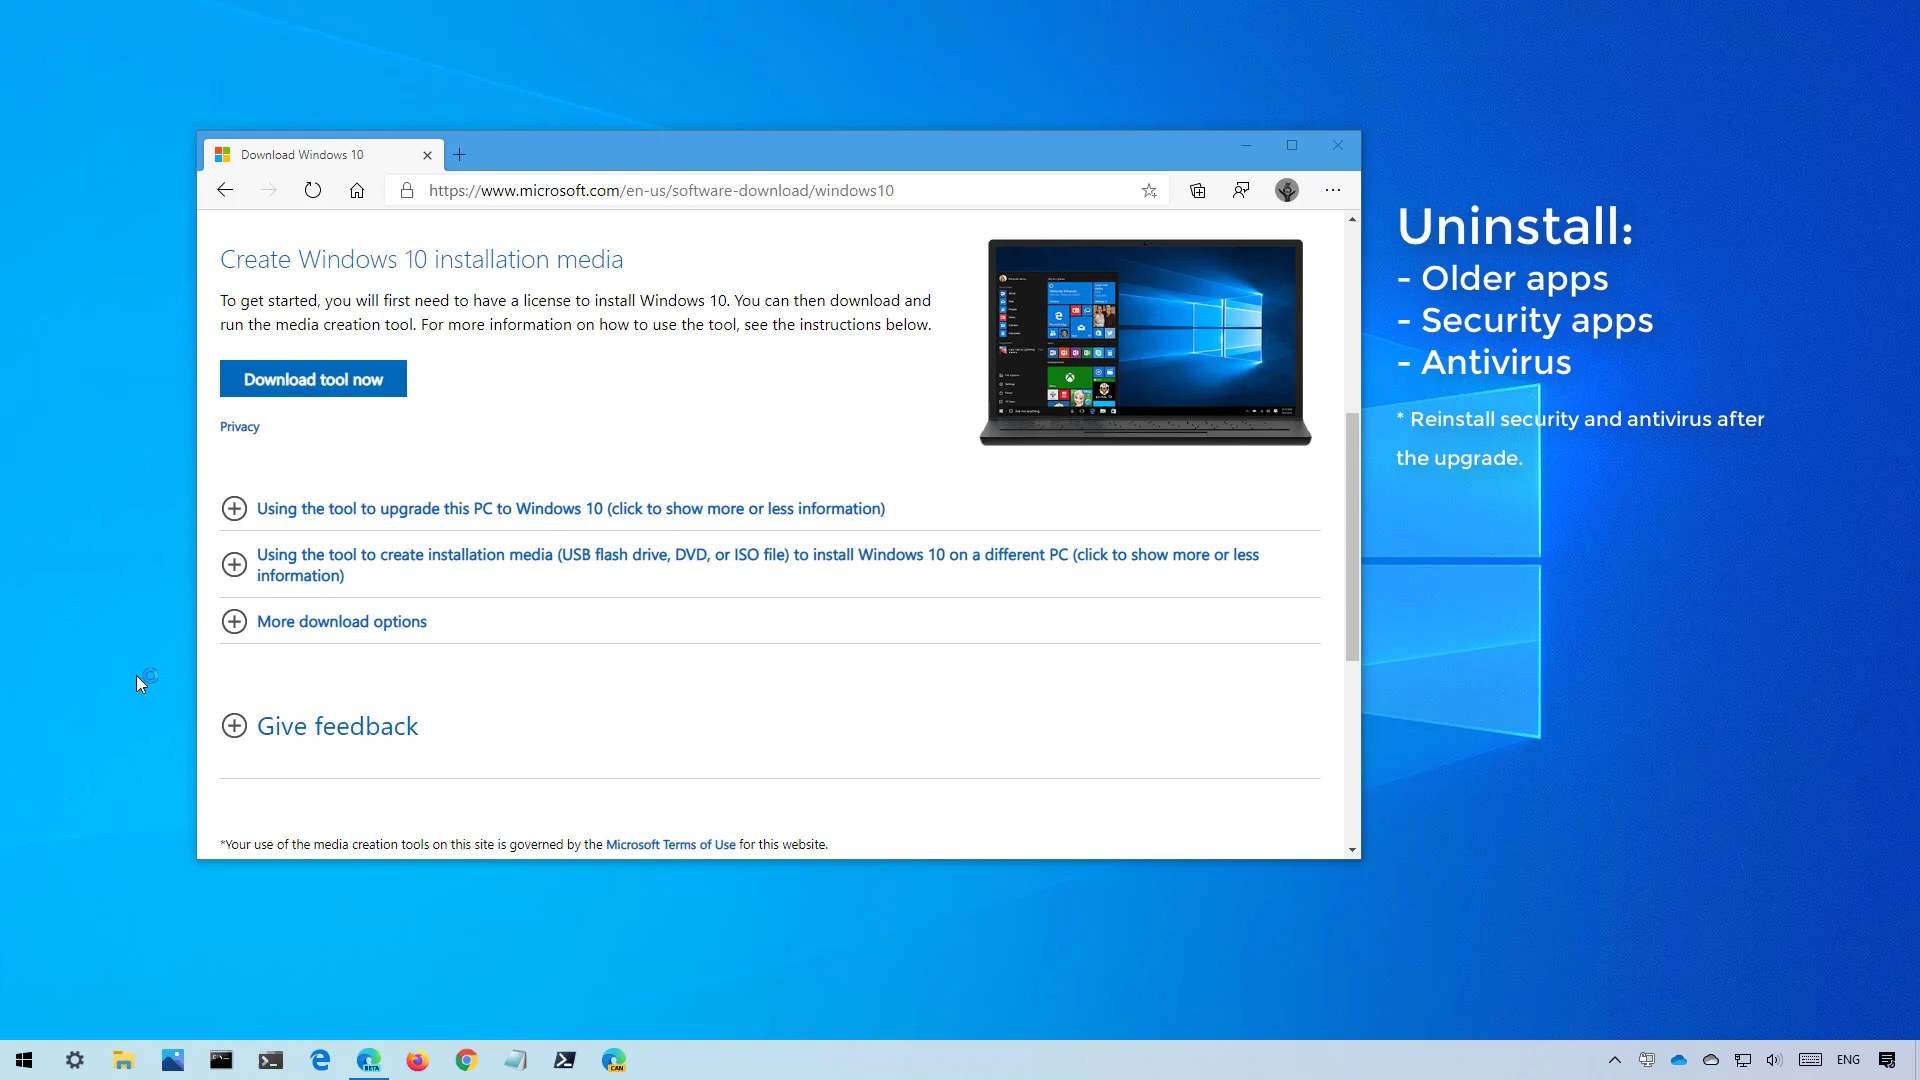 Download Windows 10
https://www.microsoft.com/en-us/software-download/windows10
Create Windows 10 installation media
To get started, you will first need to have a license to install Windows 10. You can then download and
run the media creation tool. For more information on how to use the tool, see the instructions below.
Download tool now
Privacy
Using the tool to upgrade this PC to Windows 10 (click to show more or less information)
Using the tool to create installation media (USB flash drive, DVD, or ISO file) to install Windows 10 on a different PC (click to show more or less
information)
More download options
Give feedback
*Your use of the media creation tools on this site is governed by the Microsoft Terms of Use for this website.
Uninstall:
- Older apps
- Security apps
- Antivirus
* Reinstall security and antivirus after
the upgrade.
BETA
CAN
ENG